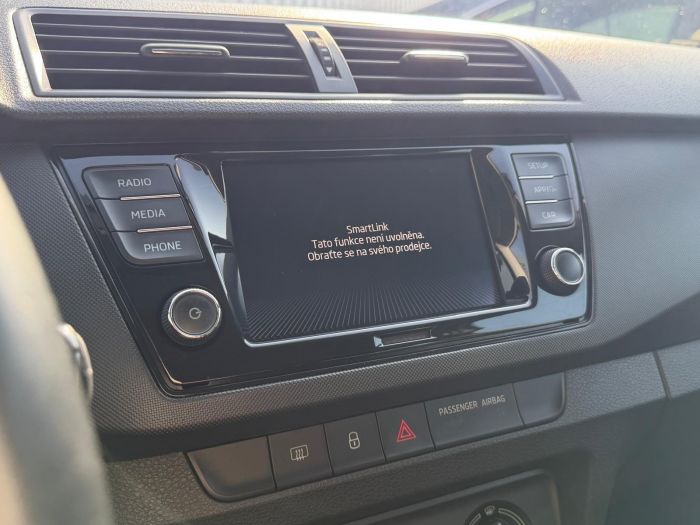 RADIO
MEDIA
PHONE
SmartLink
Tato funkce není uvolněna.
Obraťte se na svého prodejce.
SETUP
CAR
PASSENGER AIRBAG